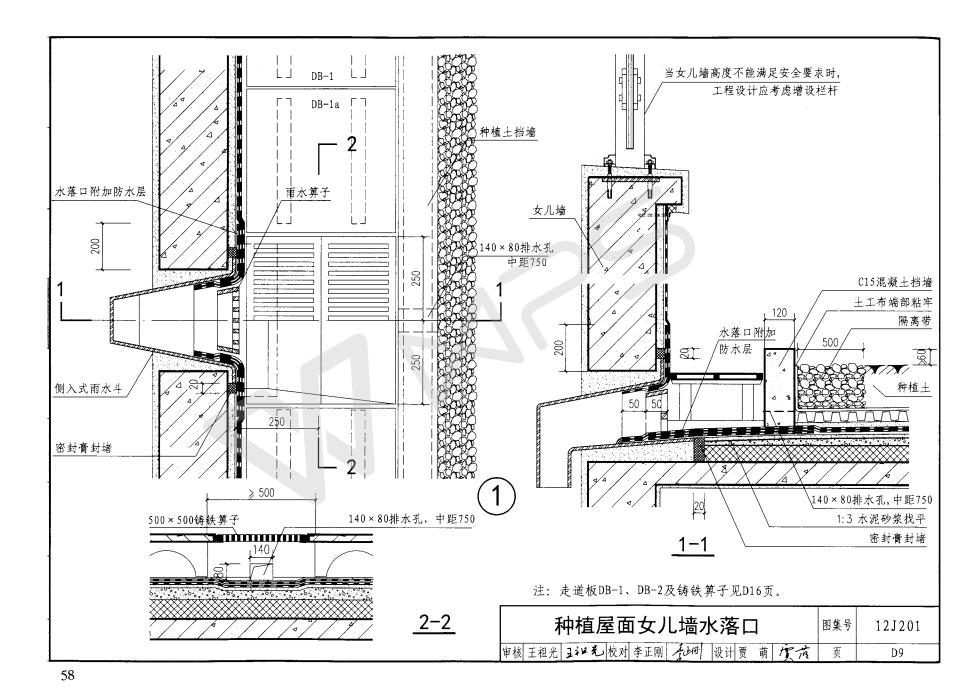 DB-1
DB-1a
2
种植土挡墙
水落口附加防水层
雨水箅子
200
140×80排水孔
中距750
250
1
1
250
侧入式雨水斗
20
250
密封膏封堵
2
≥500
500×500铸铁箅子
140×80排水孔，中距750
140
80
2-2
1
当女儿墙高度不能满足安全要求时，
工程设计应考虑增设栏杆
女儿墙
C15混凝土挡墙
土工布端部粘牢
隔离带
120
500
水落口附加
防水层
200
20
≥60
种植土
50
50
140×80排水孔，中距750
20
1:3 水泥砂浆找平
密封膏封堵
1-1
注：走道板DB-1、DB-2及铸铁箅子见D16页。
种植屋面女儿墙水落口
图集号
12J201
审核 王祖光 王祖光 校对 李正刚 设计 贾 萌
页
D9
58
WPS